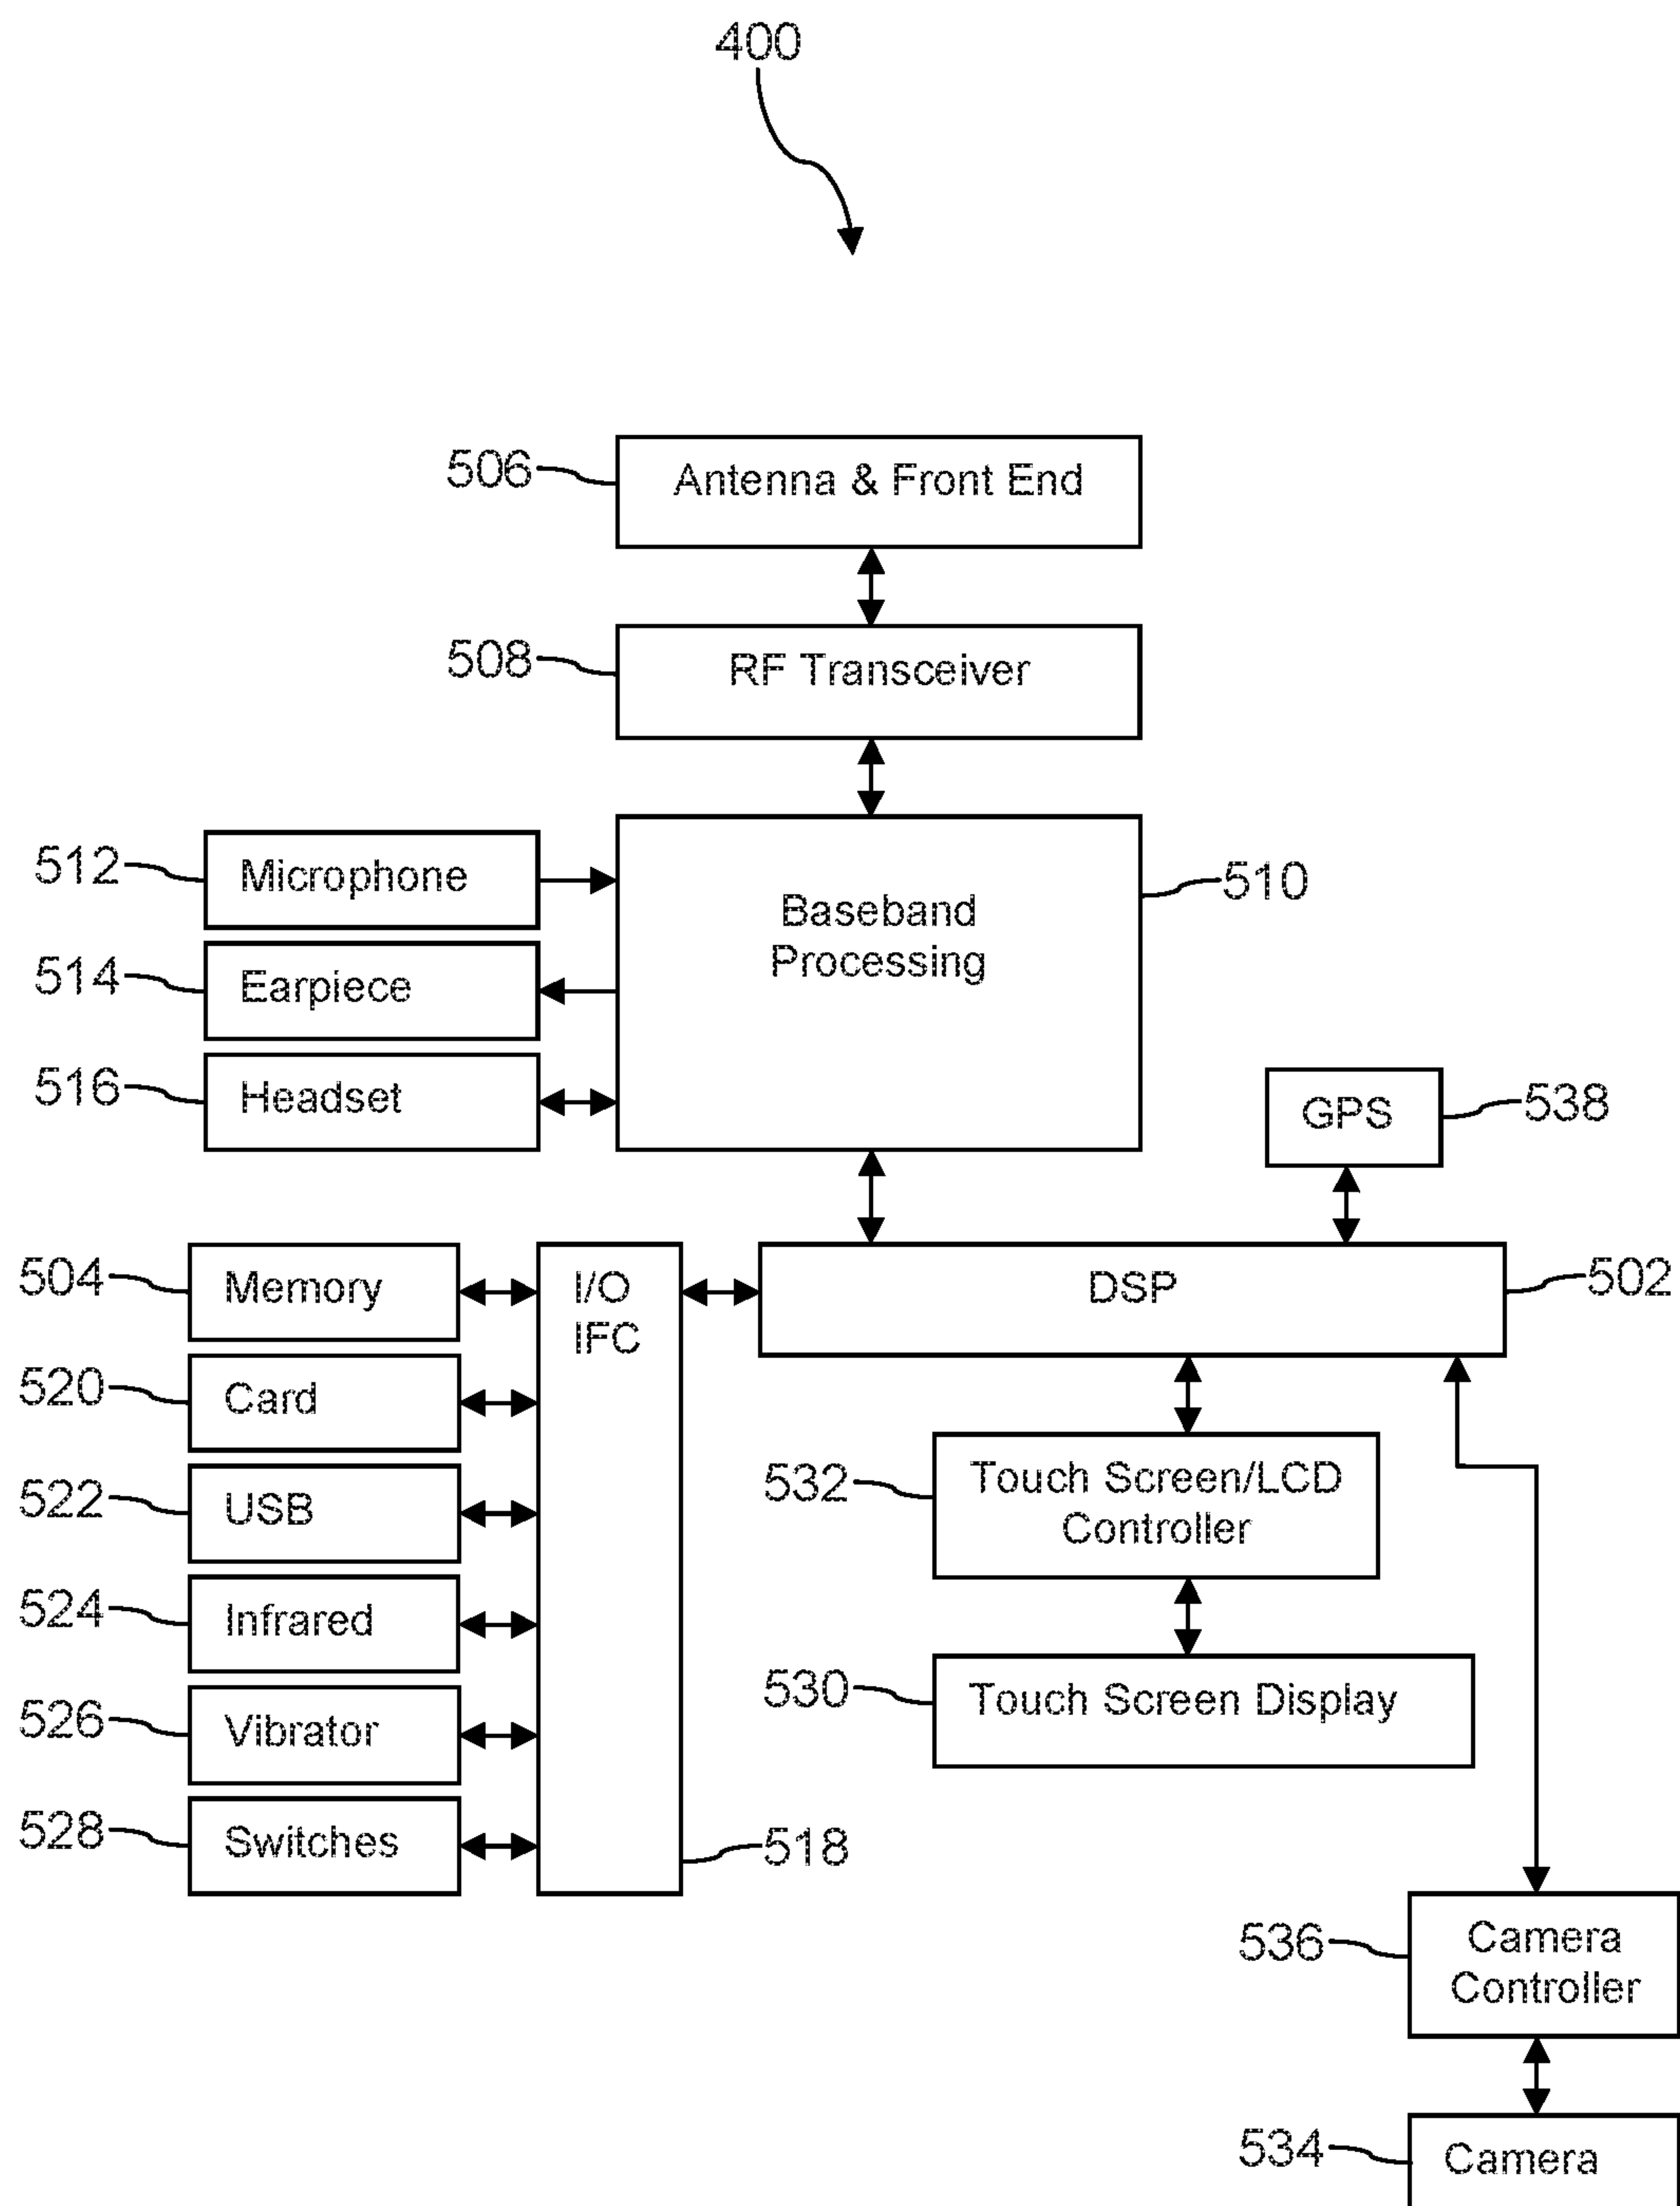 400
506
Antenna & Front End
508
RF Transceiver
512
Microphone
Baseband
Processing
510
514
Earpiece
516
Headset
GPS
538
504
Memory
I/O
IFC
DSP
502
520
Card
522
USB
532
Touch Screen/LCD
Controller
524
Infrared
526
Vibrator
530
Touch Screen Display
528
Switches
518
536
Camera
Controller
534
Camera